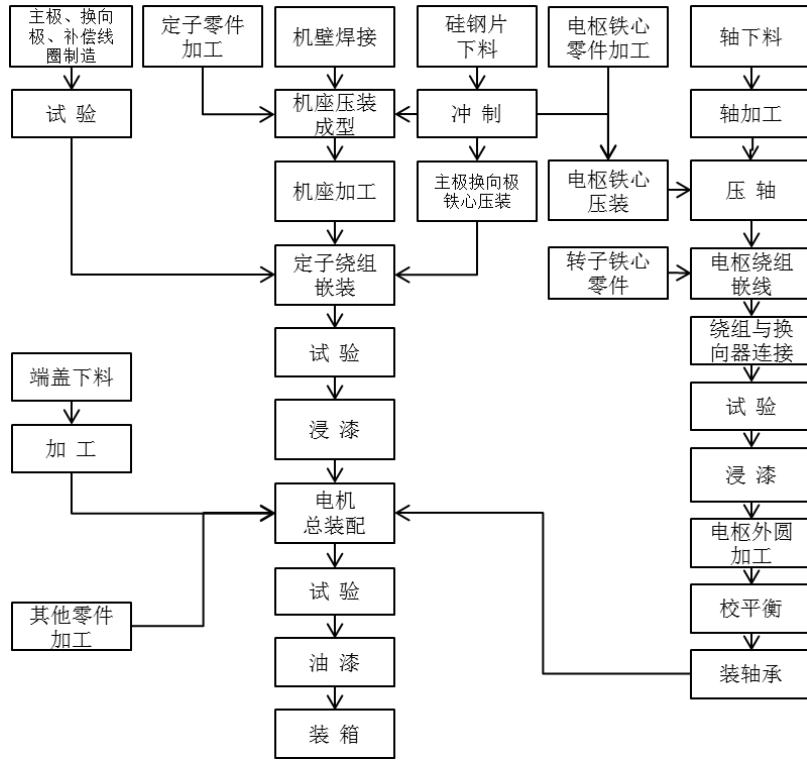 主极、换向
极、补偿线
圈制造
定子零件
加工
机壁焊接
硅钢片
下料
电枢铁心
零件加工
轴下料
试 验
机座压装
成型
冲 制
轴加工
机座加工
主极换向极
铁心压装
电枢铁心
压装
压 轴
定子绕组
嵌装
转子铁心
零件
电枢绕组
嵌线
试 验
绕组与换
向器连接
端盖下料
试 验
加 工
浸 漆
浸 漆
电机
总装配
电枢外圆
加工
试 验
校平衡
其他零件
加工
油漆
装轴承
装 箱